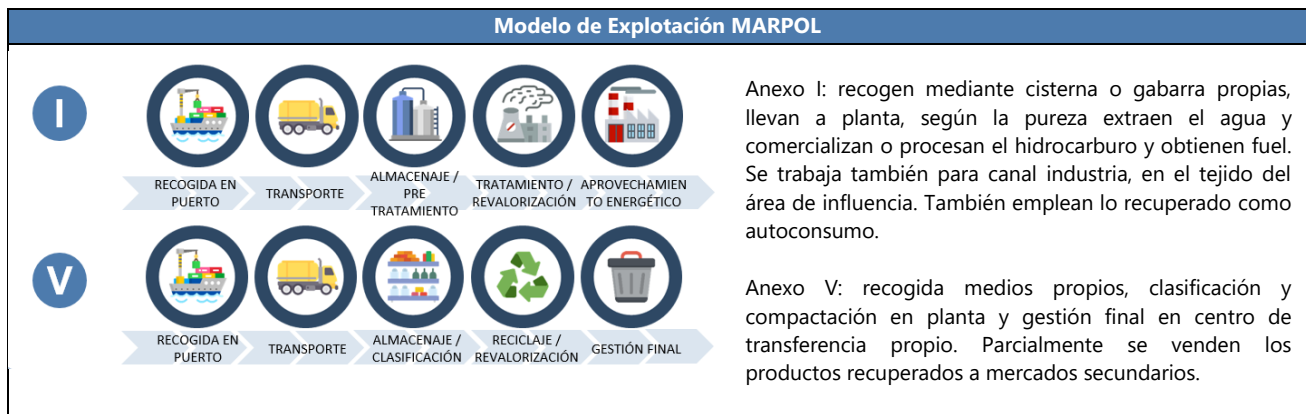 Modelo de Explotación MARPOL
I
RECOGIDA EN
PUERTO
TRANSPORTE
ALMACENAJE /
PRE
TRATAMIENTO
TRATAMIENTO /
REVALORIZACIÓN
APROVECHAMIEN
TO ENERGÉTICO
V
RECOGIDA EN
PUERTO
TRANSPORTE
ALMACENAJE /
CLASIFICACIÓN
RECICLAJE /
REVALORIZACIÓN
GESTIÓN FINAL
Anexo I: recogen mediante cisterna o gabarra propias,
llevan a planta, según la pureza extraen el agua y
comercializan o procesan el hidrocarburo y obtienen fuel.
Se trabaja también para canal industria, en el tejido del
área de influencia. También emplean lo recuperado como
autoconsumo.
Anexo V: recogida medios propios, clasificación y
compactación en planta y gestión final en centro de
transferencia propio. Parcialmente se venden los
productos recuperados a mercados secundarios.